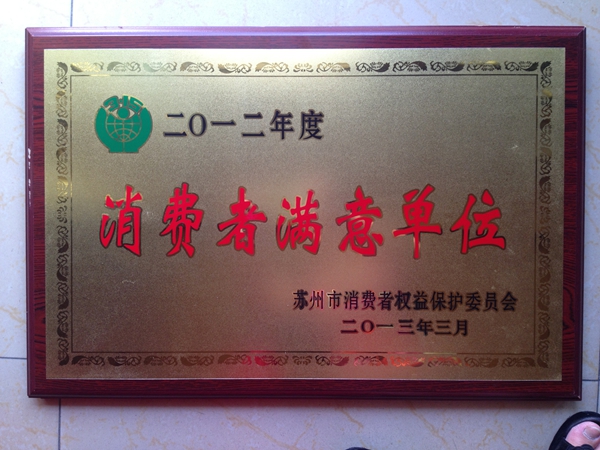 二〇一二年度
消费者满意单位
苏州市消费者权益保护委员会
二〇一三年三月